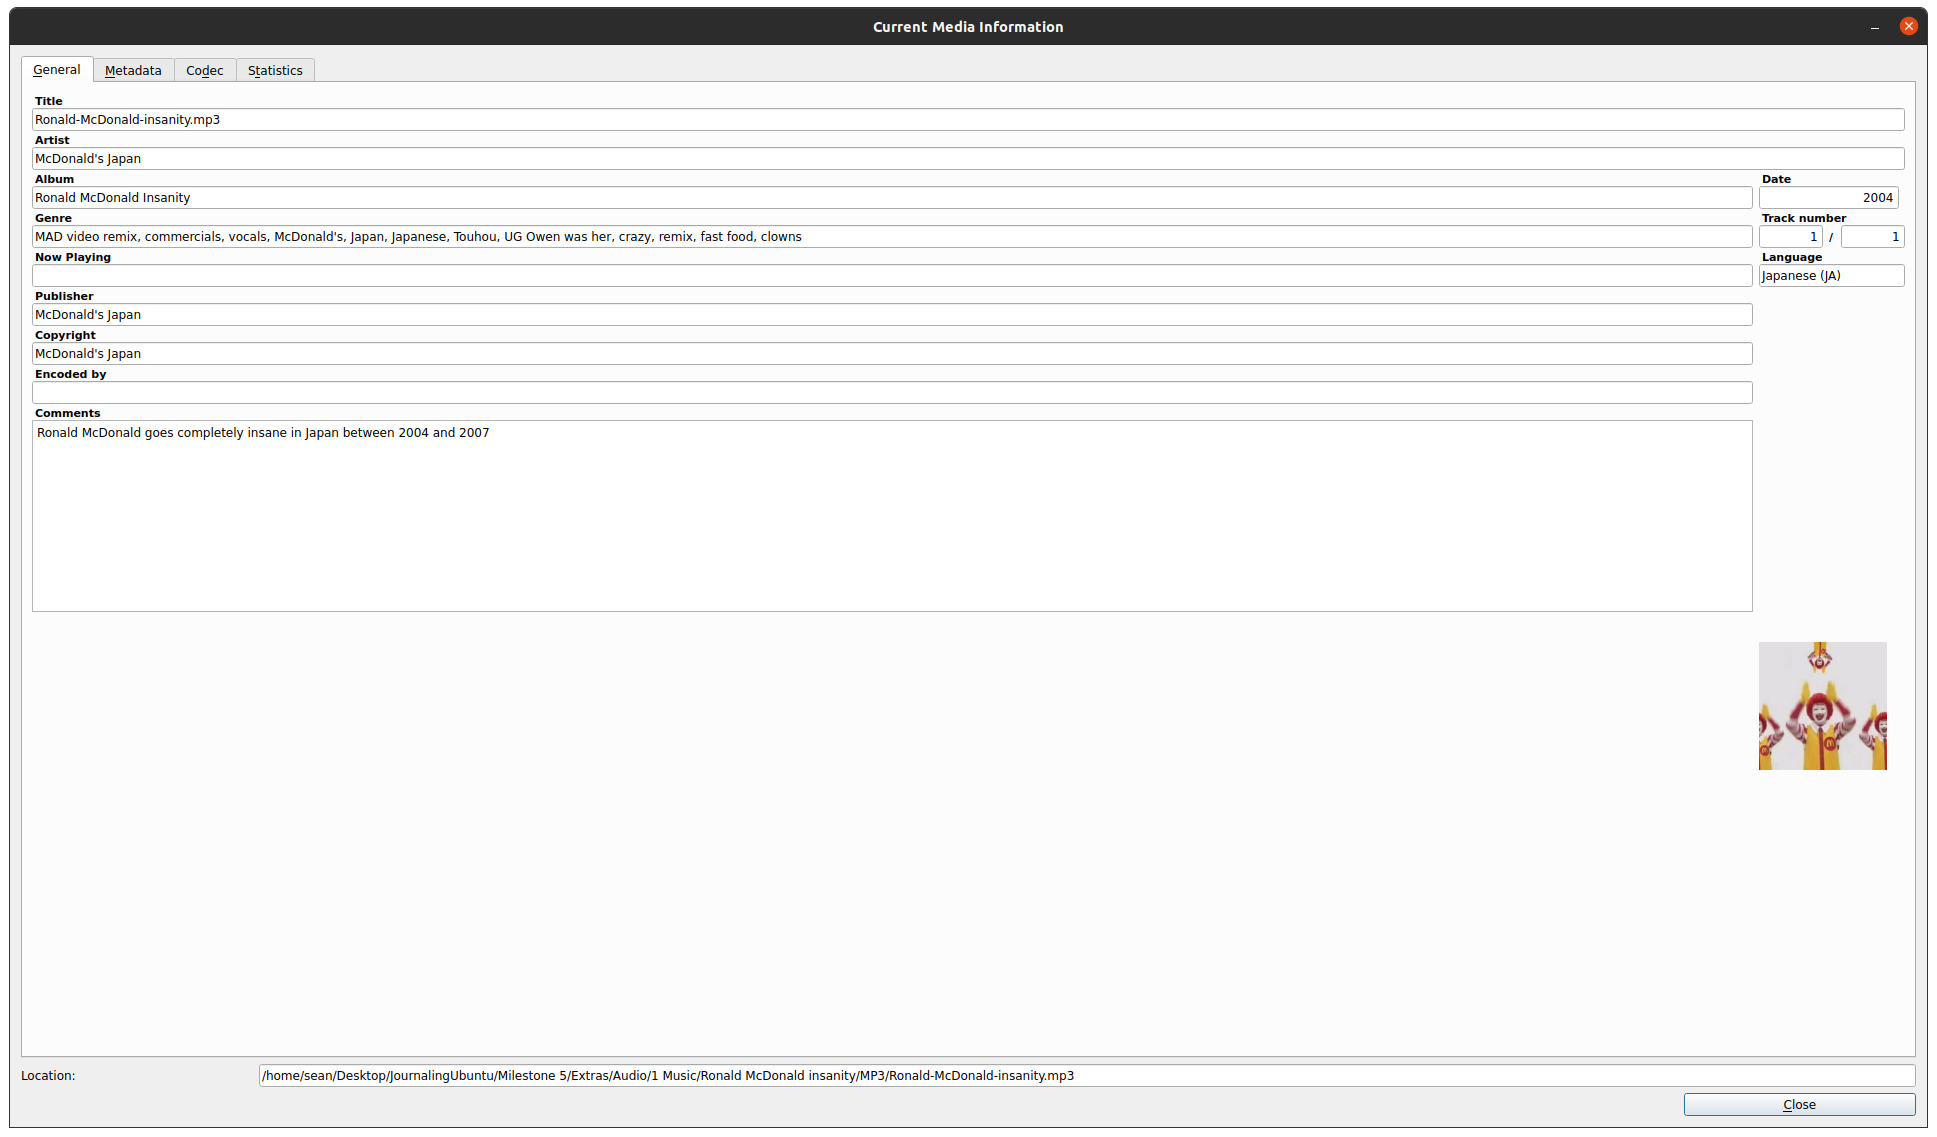 Current Media Information
General Metadata Codec Statistics
Title
Ronald-McDonald-insanity.mp3
Artist
McDonald's Japan
Album Date
Ronald McDonald Insanity 2004
Genre Track number
MAD video remix, commercials, vocals, McDonald's, Japan, Japanese, Touhou, UG Owen was her, crazy, remix, fast food, clowns 1 / 1
Now Playing Language
Japanese (JA)
Publisher
McDonald's Japan
Copyright
McDonald's Japan
Encoded by
Comments
Ronald McDonald goes completely insane in Japan between 2004 and 2007
Location: /home/sean/Desktop/JournalingUbuntu/Milestone 5/Extras/Audio/1 Music/Ronald McDonald insanity/MP3/Ronald-McDonald-insanity.mp3
Close